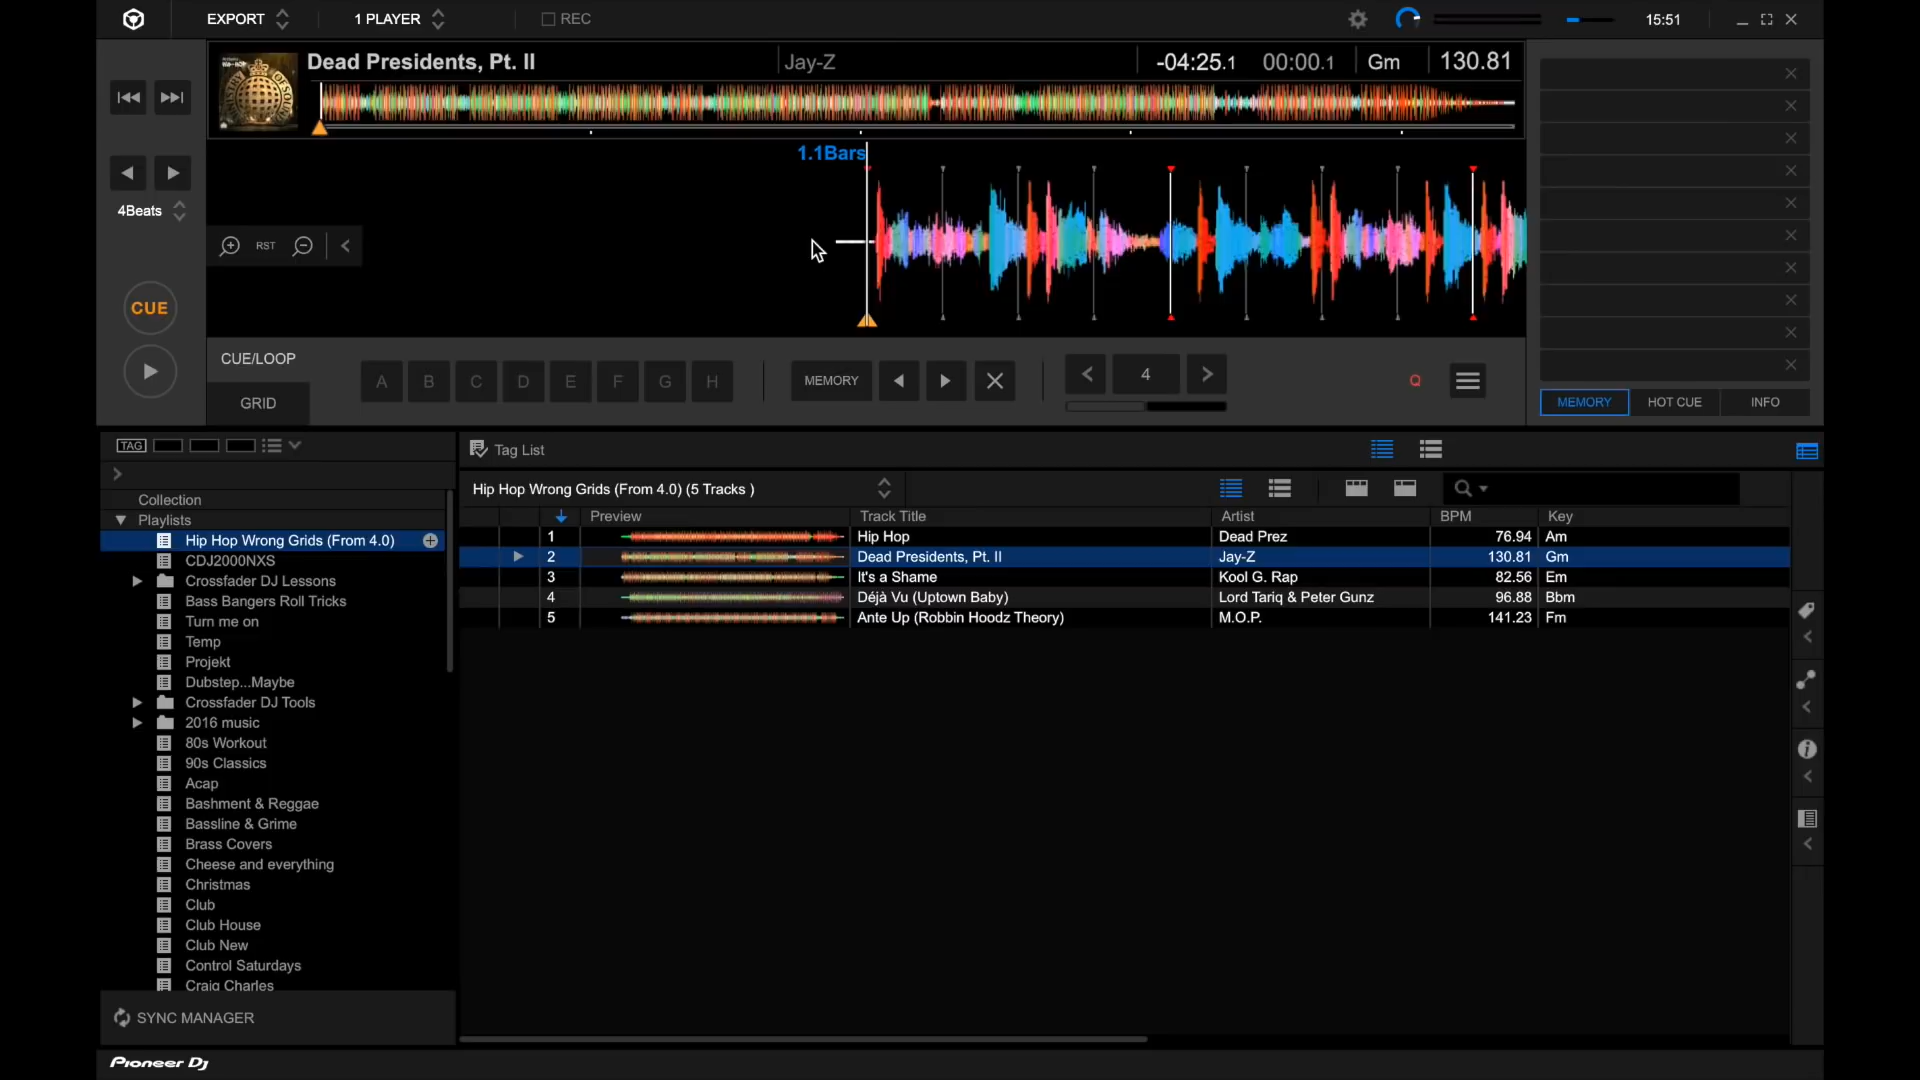 EXPORT 1 PLAYER REC 15:51
Dead Presidents, Pt. II Jay-Z -04:25.1 00:00.1 Gm 130.81
1.1Bars
4Beats
RST
CUE
CUE/LOOP
GRID
A B C D E F G H MEMORY 4 Q
MEMORY HOT CUE INFO
TAG
Tag List
Collection
Playlists
Hip Hop Wrong Grids (From 4.0)
CDJ2000NXS
Crossfader DJ Lessons
Bass Bangers Roll Tricks
Turn me on
Temp
Projekt
Dubstep...Maybe
Crossfader DJ Tools
2016 music
80s Workout
90s Classics
Acap
Bashment & Reggae
Bassline & Grime
Brass Covers
Cheese and everything
Christmas
Club
Club House
Club New
Control Saturdays
Craig Charles
SYNC MANAGER
Hip Hop Wrong Grids (From 4.0) (5 Tracks )
Preview Track Title Artist BPM Key
1 Hip Hop Dead Prez 76.94 Am
2 Dead Presidents, Pt. II Jay-Z 130.81 Gm
3 It's a Shame Kool G. Rap 82.56 Em
4 Déjà Vu (Uptown Baby) Lord Tariq & Peter Gunz 96.88 Bbm
5 Ante Up (Robbin Hoodz Theory) M.O.P. 141.23 Fm
Pioneer Dj